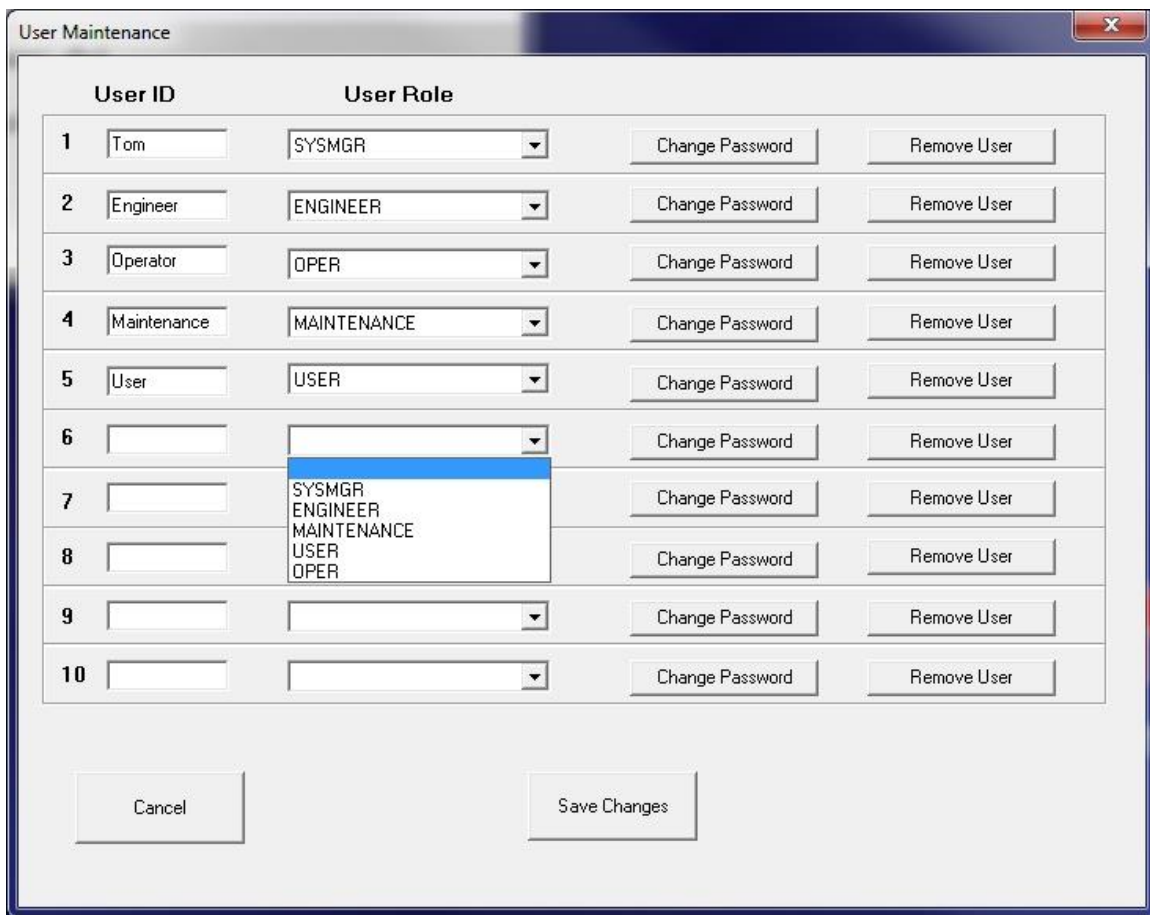 User Maintenance
User ID User Role
1 Tom SYSMGR Change Password Remove User
2 Engineer ENGINEER Change Password Remove User
3 Operator OPER Change Password Remove User
4 Maintenance MAINTENANCE Change Password Remove User
5 User USER Change Password Remove User
6 Change Password Remove User
SYSMGR
ENGINEER
MAINTENANCE
USER
OPER
7 Change Password Remove User
8 Change Password Remove User
9 Change Password Remove User
10 Change Password Remove User
Cancel Save Changes